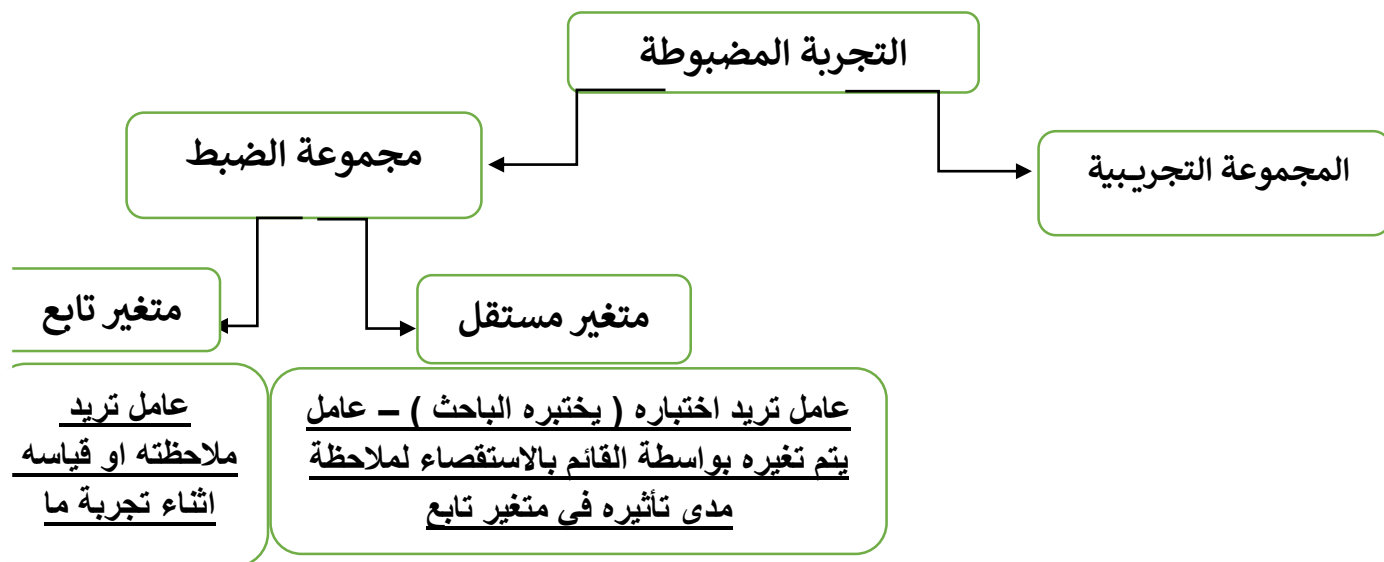 التجربة المضبوطة
المجموعة التجريبية
مجموعة الضبط
متغير مستقل
متغير تابع
عامل تريد اختباره ( يختبره الباحث ) – عامل
يتم تغيره بواسطة القائم بالاستقصاء لملاحظة
مدى تأثيره في متغير تابع
عامل تريد
ملاحظته او قياسه
اثناء تجربة ما